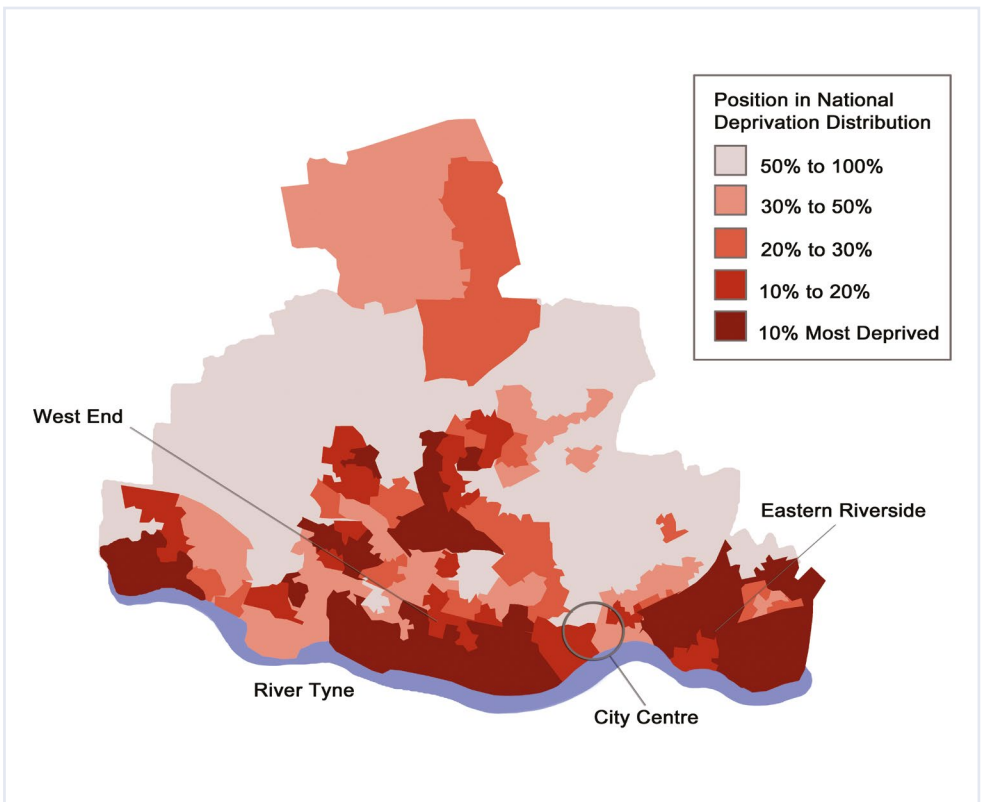 Position in National
Deprivation Distribution
50% to 100%
30% to 50%
20% to 30%
10% to 20%
10% Most Deprived
West End
Eastern Riverside
River Tyne
City Centre